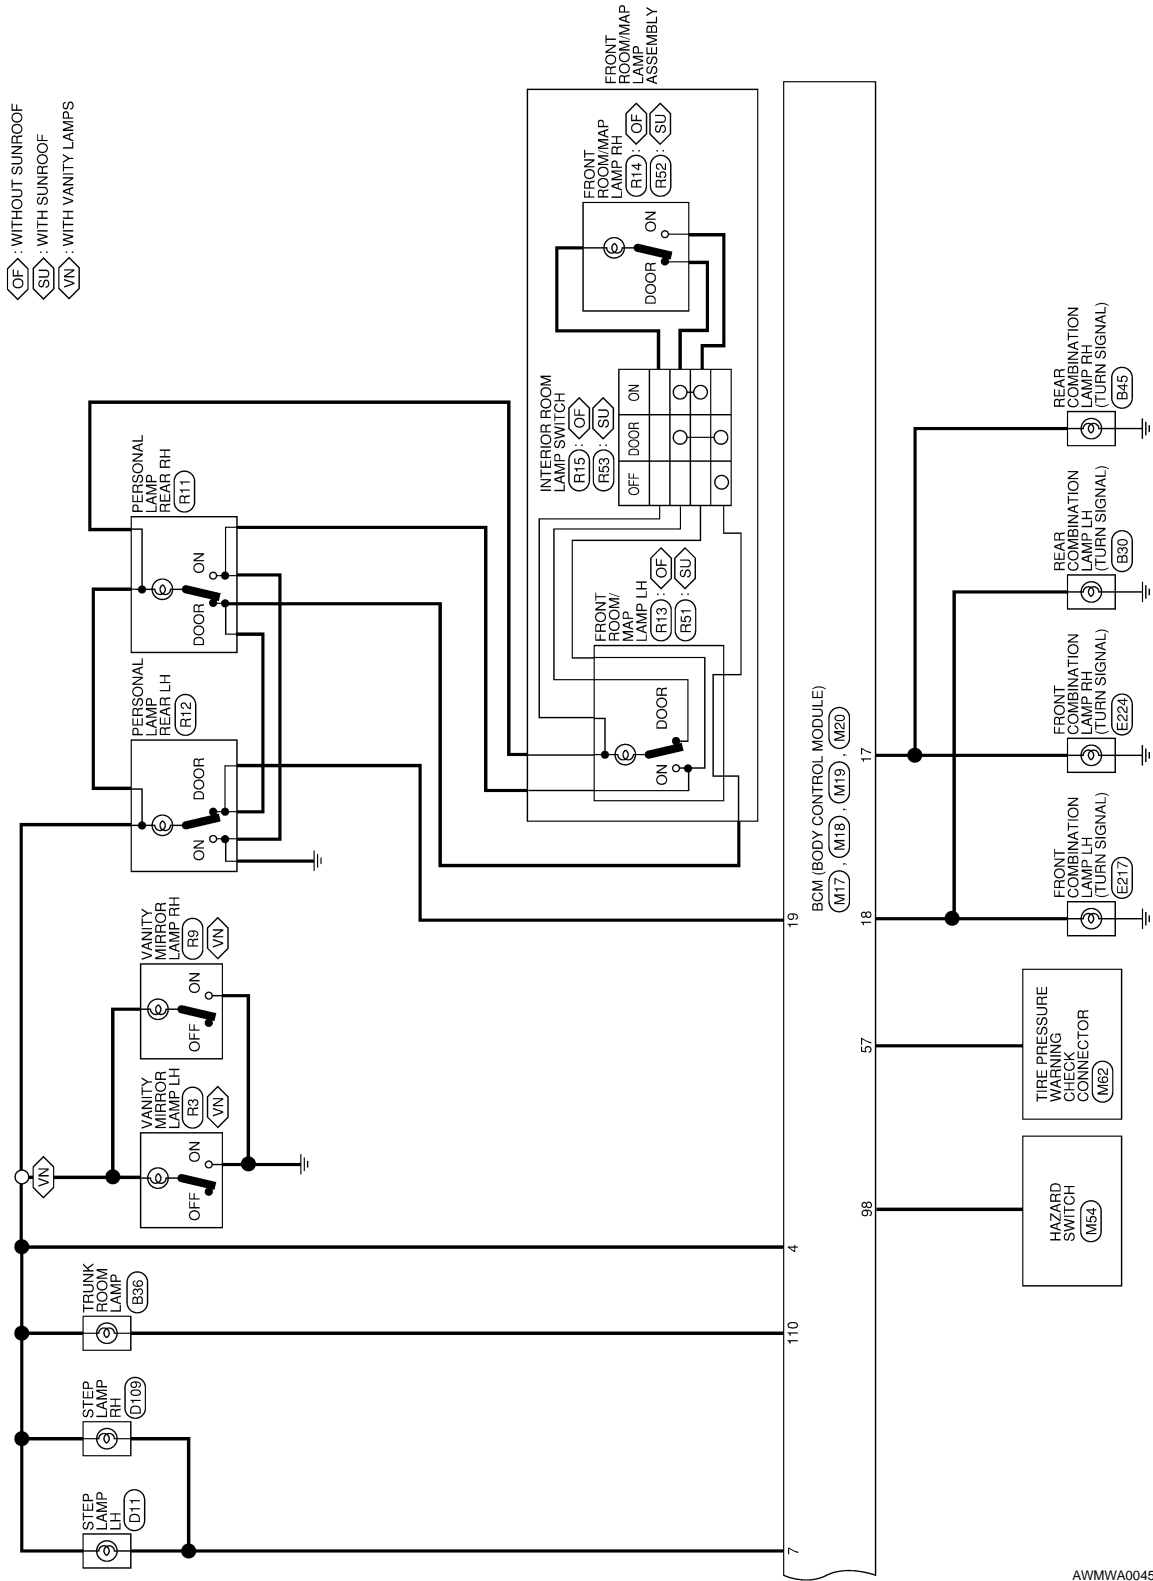 OF : WITHOUT SUNROOF
SU : WITH SUNROOF
VN : WITH VANITY LAMPS
STEP
LAMP
LH
D11
STEP
LAMP
RH
D109
TRUNK
ROOM
LAMP
B36
VN
VANITY
MIRROR
LAMP LH
R3
VN
OFF
ON
VANITY
MIRROR
LAMP RH
R9
VN
OFF
ON
PERSONAL
LAMP
REAR LH
R12
ON
DOOR
PERSONAL
LAMP
REAR RH
R11
DOOR
ON
FRONT
ROOM/MAP
LAMP
ASSEMBLY
FRONT
ROOM/
MAP
LAMP LH
R13 : OF
R51 : SU
ON
DOOR
INTERIOR ROOM
LAMP SWITCH
R15 : OF
R53 : SU
OFF
DOOR
ON
FRONT
ROOM/MAP
LAMP RH
R14 : OF
R52 : SU
DOOR
ON
7
110
4
19
BCM (BODY CONTROL MODULE)
M17 , M18 , M19 , M20
98
57
18
17
HAZARD
SWITCH
M54
TIRE PRESSURE
WARNING
CHECK
CONNECTOR
M62
FRONT
COMBINATION
LAMP LH
(TURN SIGNAL)
E217
FRONT
COMBINATION
LAMP RH
(TURN SIGNAL)
E224
REAR
COMBINATION
LAMP LH
(TURN SIGNAL)
B30
REAR
COMBINATION
LAMP RH
(TURN SIGNAL)
B45
AWMWA0045